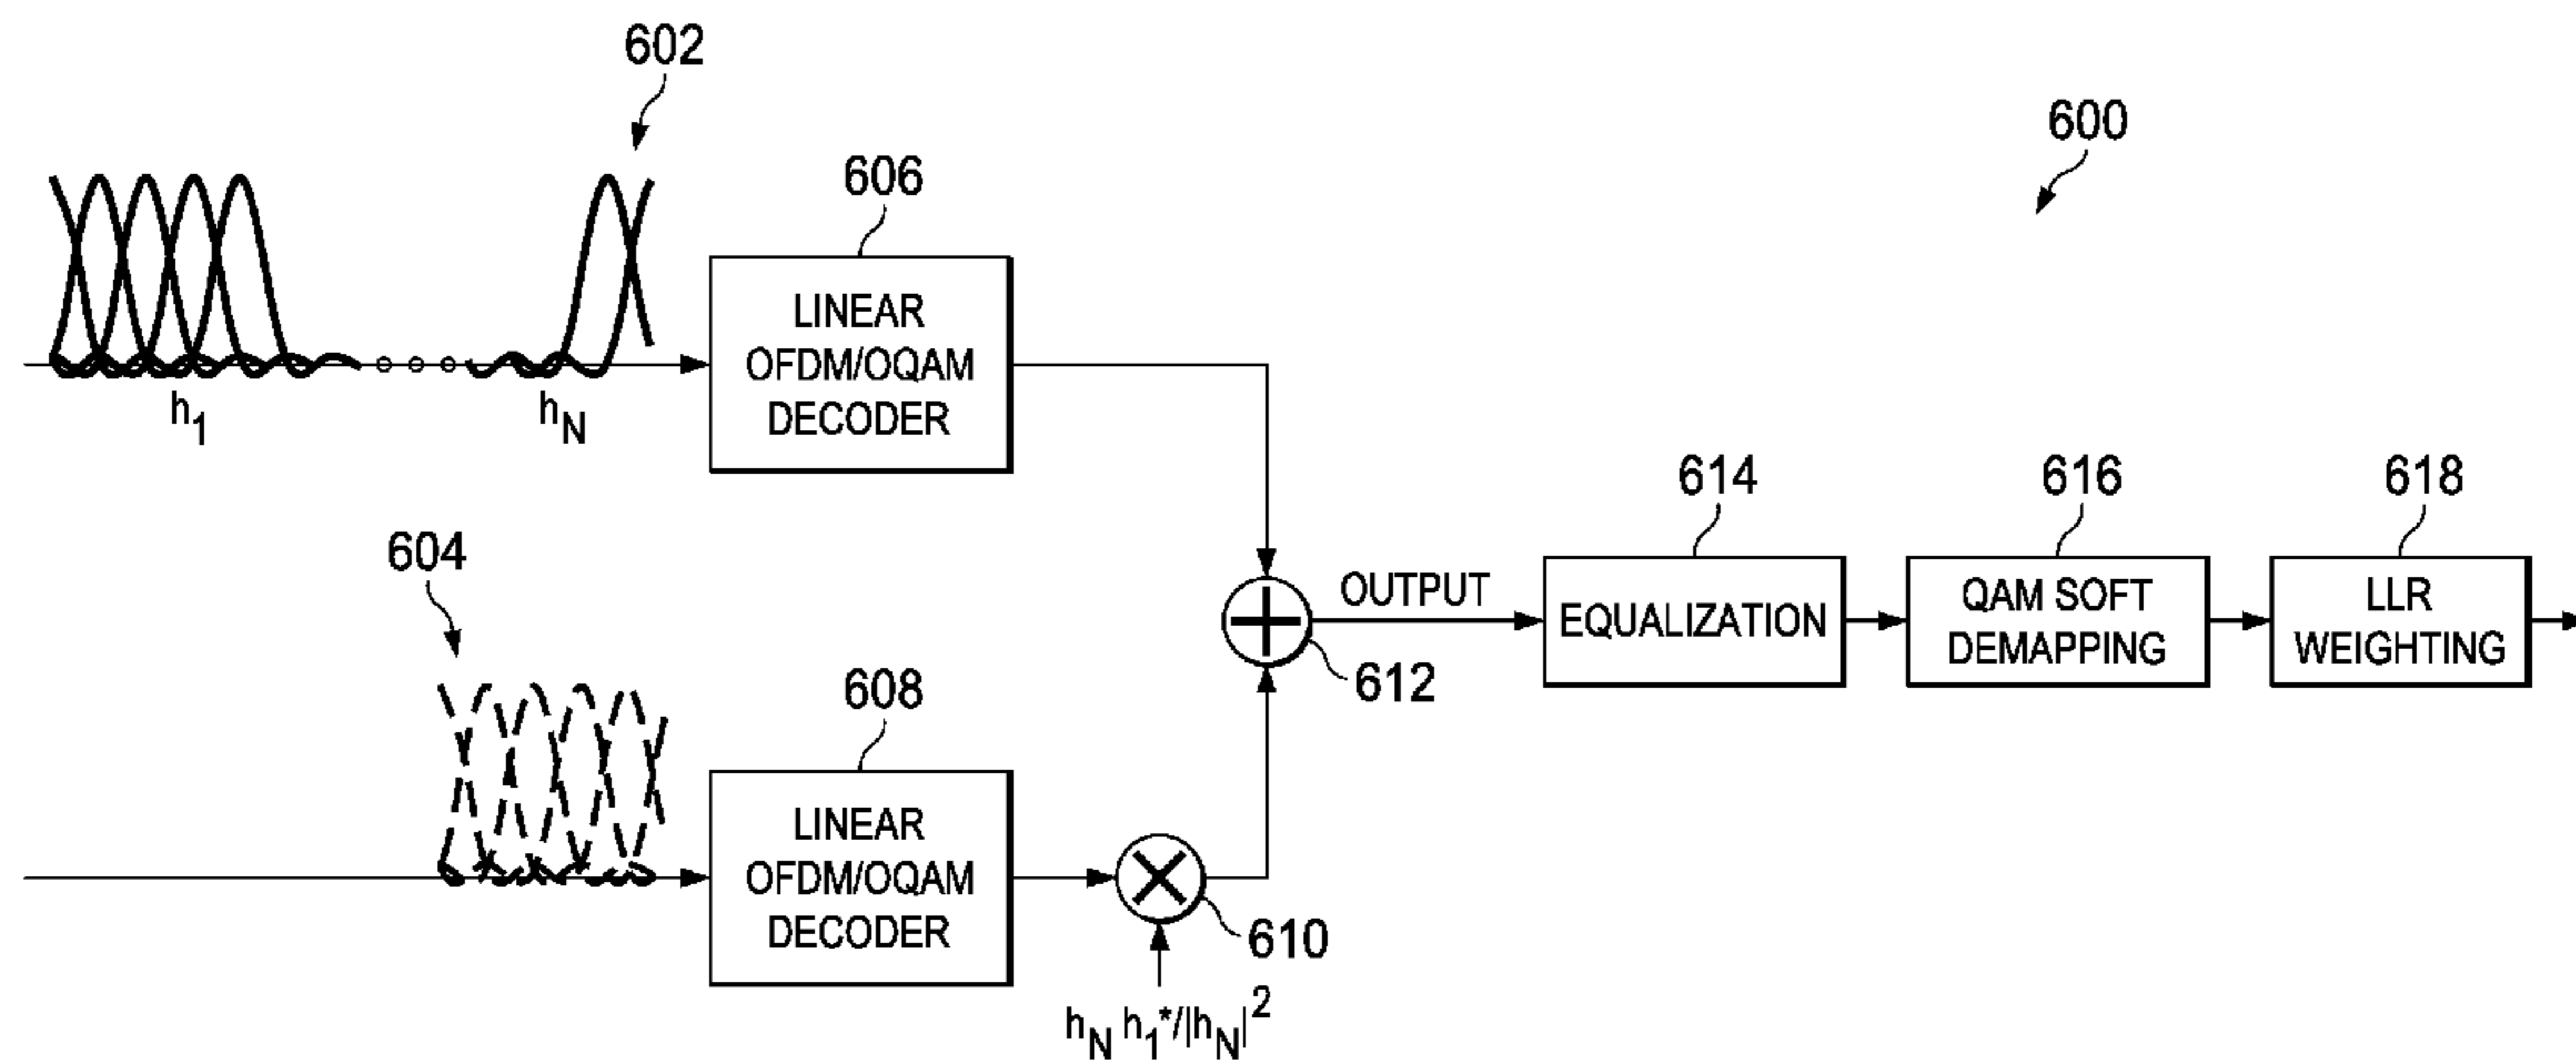 602
600
606
LINEAR
OFDM/OQAM
DECODER
h1
hN
614
616
618
604
OUTPUT
EQUALIZATION
QAM SOFT
DEMAPPING
LLR
WEIGHTING
612
608
LINEAR
OFDM/OQAM
DECODER
610
hN h1*/|hN|2